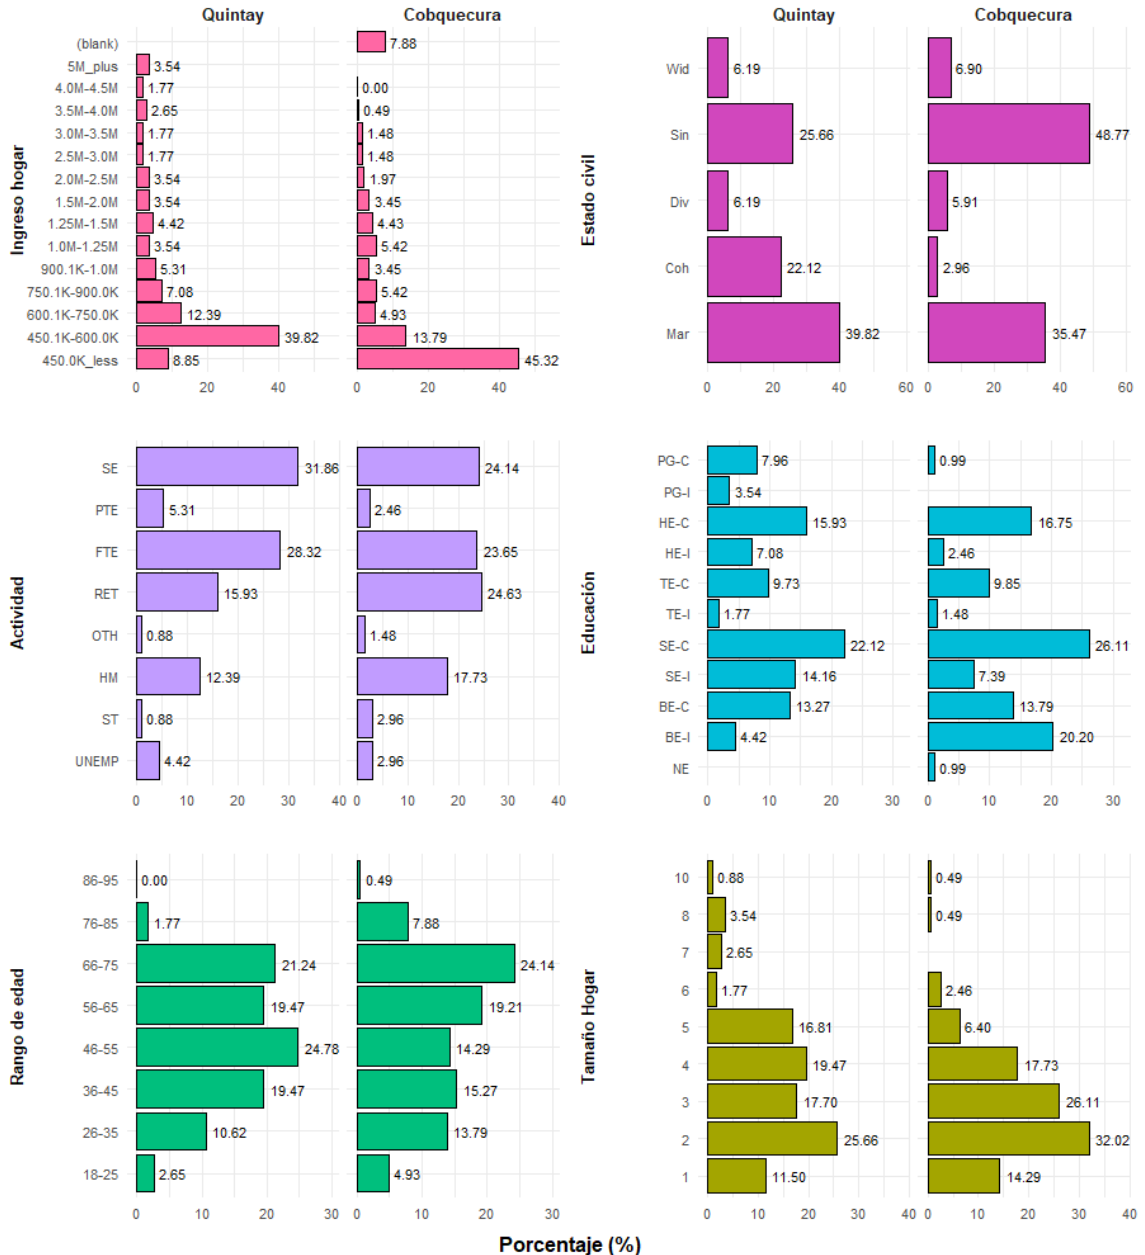 Quintay Cobquecura
Ingreso hogar
(blank) 7.88
5M_plus 3.54
4.0M-4.5M 1.77 0.00
3.5M-4.0M 2.65 0.49
3.0M-3.5M 1.77 1.48
2.5M-3.0M 1.77 1.48
2.0M-2.5M 3.54 1.97
1.5M-2.0M 3.54 3.45
1.25M-1.5M 4.42 4.43
1.0M-1.25M 3.54 5.42
900.1K-1.0M 5.31 3.45
750.1K-900.0K 7.08 5.42
600.1K-750.0K 12.39 4.93
450.1K-600.0K 39.82 13.79
450.0K_less 8.85 45.32
0 20 40 0 20 40 60
Quintay Cobquecura
Estado civil
Wid 6.19 6.90
Sin 25.66 48.77
Div 6.19 5.91
Coh 22.12 2.96
Mar 39.82 35.47
0 20 40 60 0 20 40 60
Actividad
SE 31.86 24.14
PTE 5.31 2.46
FTE 28.32 23.65
RET 15.93 24.63
OTH 0.88 1.48
HM 12.39 17.73
ST 0.88 2.96
UNEMP 4.42 2.96
0 10 20 30 40 0 10 20 30 40
Educación
PG-C 7.96 0.99
PG-I 3.54
HE-C 15.93 16.75
HE-I 7.08 2.46
TE-C 9.73 9.85
TE-I 1.77 1.48
SE-C 22.12 26.11
SE-I 14.16 7.39
BE-C 13.27 13.79
BE-I 4.42 20.20
NE 0.99
0 10 20 30 0 10 20 30
Rango de edad
86-95 0.00 0.49
76-85 1.77 7.88
66-75 21.24 24.14
56-65 19.47 19.21
46-55 24.78 14.29
36-45 19.47 15.27
26-35 10.62 13.79
18-25 2.65 4.93
0 10 20 30 0 10 20 30
Tamaño Hogar
10 0.88 0.49
8 3.54 0.49
7 2.65
6 1.77 2.46
5 16.81 6.40
4 19.47 17.73
3 17.70 26.11
2 25.66 32.02
1 11.50 14.29
0 10 20 30 40 0 10 20 30 40
Porcentaje (%)